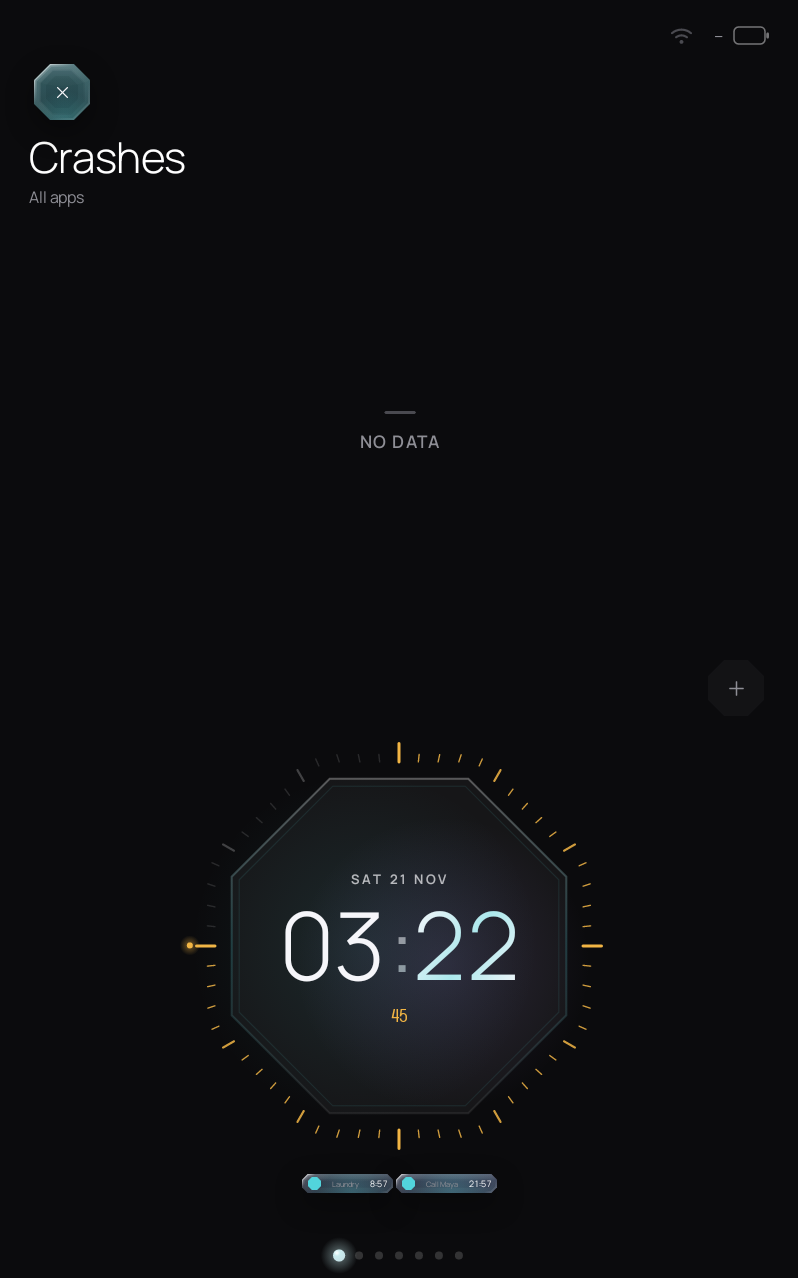 Crashes
All apps
NO DATA
SAT 21 NOV
03:22
45
Laundry 8:57
Call Maya 21:57